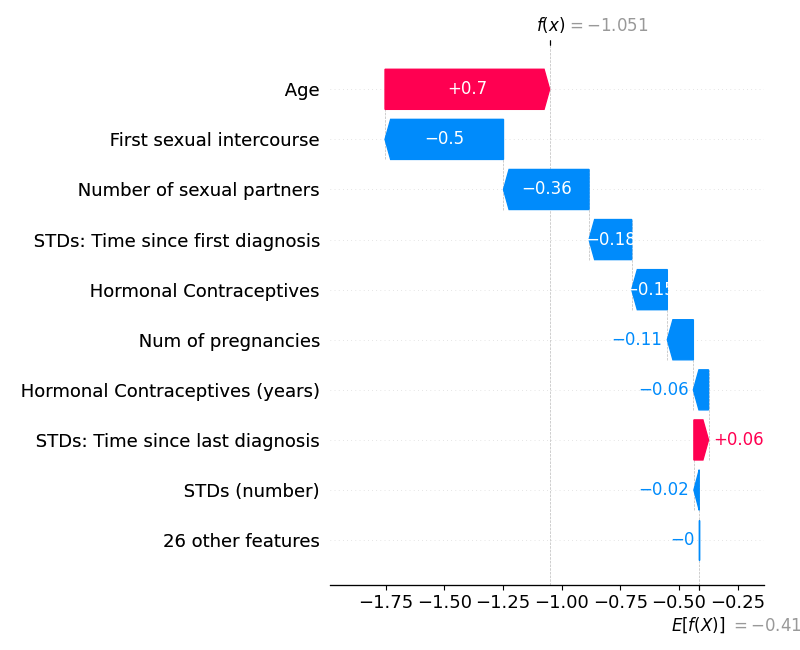 f(x) = −1.051
Age +0.7
First sexual intercourse −0.5
Number of sexual partners −0.36
STDs: Time since first diagnosis −0.18
Hormonal Contraceptives −0.15
Num of pregnancies −0.11
Hormonal Contraceptives (years) −0.06
STDs: Time since last diagnosis +0.06
STDs (number) −0.02
26 other features −0
−1.75 −1.50 −1.25 −1.00 −0.75 −0.50 −0.25
E[f(X)] = −0.41